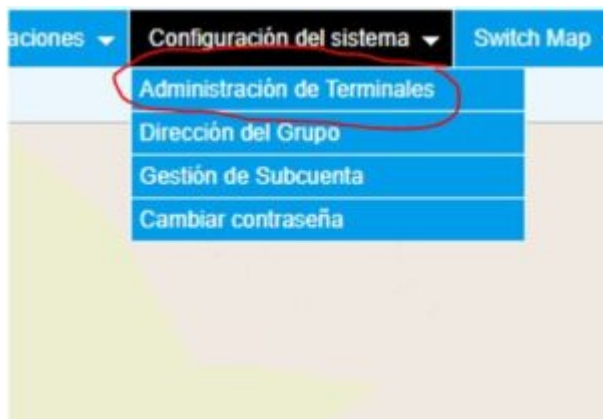 aciones Configuración del sistema Switch Map
Administración de Terminales
Dirección del Grupo
Gestión de Subcuenta
Cambiar contraseña